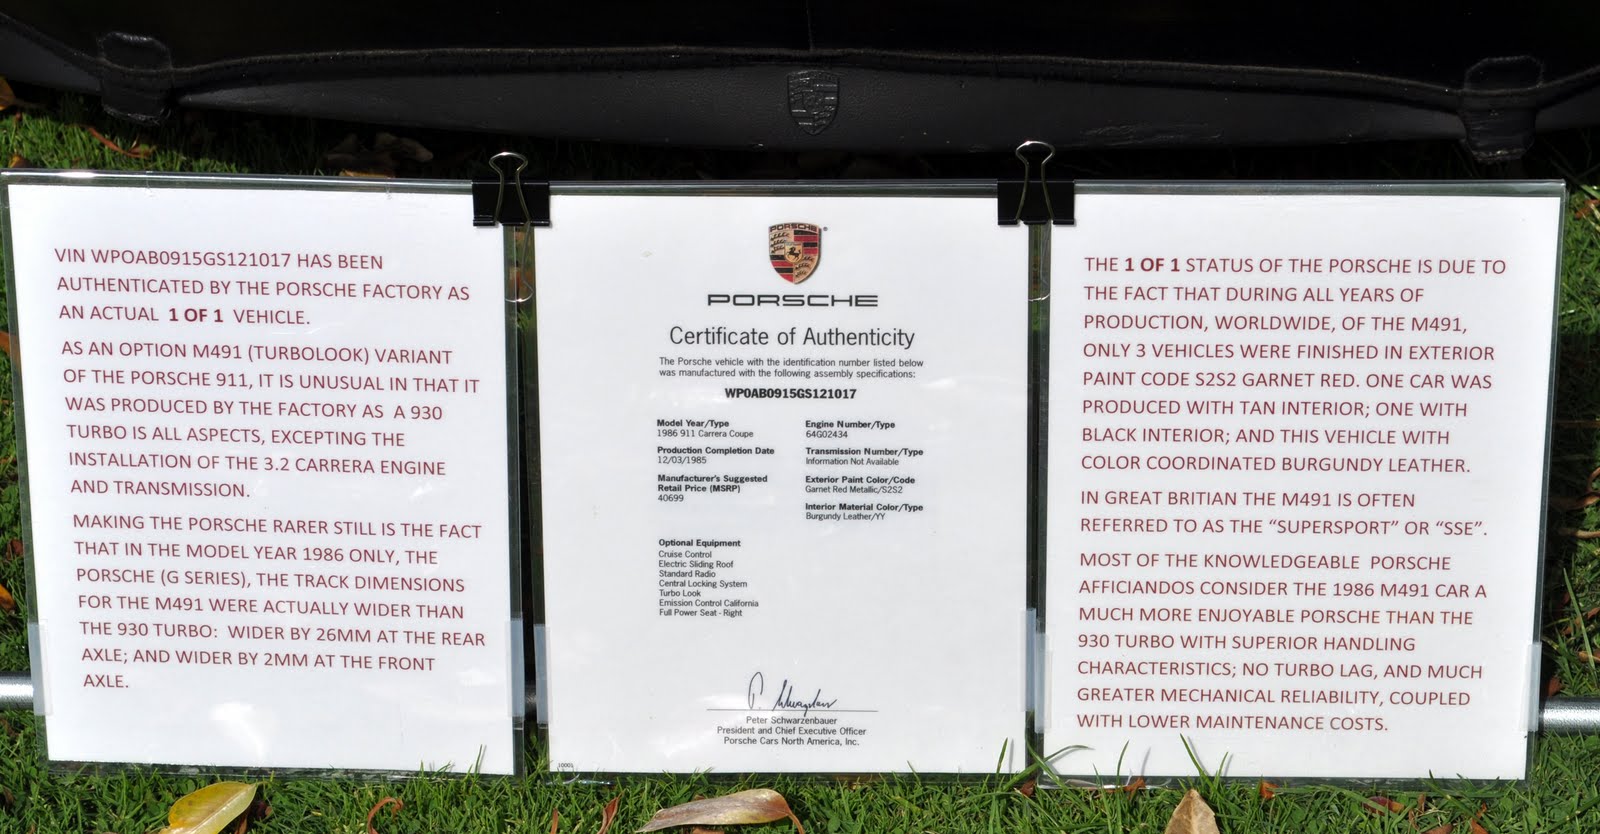 VIN WPOAB0915GS121017 HAS BEEN
AUTHENTICATED BY THE PORSCHE FACTORY AS
AN ACTUAL 1 OF 1 VEHICLE.
AS AN OPTION M491 (TURBOLOOK) VARIANT
OF THE PORSCHE 911, IT IS UNUSUAL IN THAT IT
WAS PRODUCED BY THE FACTORY AS A 930
TURBO IS ALL ASPECTS, EXCEPTING THE
INSTALLATION OF THE 3.2 CARRERA ENGINE
AND TRANSMISSION.
MAKING THE PORSCHE RARER STILL IS THE FACT
THAT IN THE MODEL YEAR 1986 ONLY, THE
PORSCHE (G SERIES), THE TRACK DIMENSIONS
FOR THE M491 WERE ACTUALLY WIDER THAN
THE 930 TURBO: WIDER BY 26MM AT THE REAR
AXLE; AND WIDER BY 2MM AT THE FRONT
AXLE.
PORSCHE
PORSCHE
Certificate of Authenticity
The Porsche vehicle with the identification number listed below
was manufactured with the following assembly specifications:
WP0AB0915GS121017
Model Year/Type
1986 911 Carrera Coupe
Production Completion Date
12/03/1985
Manufacturer's Suggested
Retail Price (MSRP)
40699
Engine Number/Type
64G02434
Transmission Number/Type
Information Not Available
Exterior Paint Color/Code
Garnet Red Metallic/S2S2
Interior Material Color/Type
Burgundy Leather/YY
Optional Equipment
Cruise Control
Electric Sliding Roof
Standard Radio
Central Locking System
Turbo Look
Emission Control California
Full Power Seat - Right
Peter Schwarzenbauer
President and Chief Executive Officer
Porsche Cars North America, Inc.
THE 1 OF 1 STATUS OF THE PORSCHE IS DUE TO
THE FACT THAT DURING ALL YEARS OF
PRODUCTION, WORLDWIDE, OF THE M491,
ONLY 3 VEHICLES WERE FINISHED IN EXTERIOR
PAINT CODE S2S2 GARNET RED. ONE CAR WAS
PRODUCED WITH TAN INTERIOR; ONE WITH
BLACK INTERIOR; AND THIS VEHICLE WITH
COLOR COORDINATED BURGUNDY LEATHER.
IN GREAT BRITIAN THE M491 IS OFTEN
REFERRED TO AS THE “SUPERSPORT” OR “SSE”.
MOST OF THE KNOWLEDGEABLE PORSCHE
AFFICIANDOS CONSIDER THE 1986 M491 CAR A
MUCH MORE ENJOYABLE PORSCHE THAN THE
930 TURBO WITH SUPERIOR HANDLING
CHARACTERISTICS; NO TURBO LAG, AND MUCH
GREATER MECHANICAL RELIABILITY, COUPLED
WITH LOWER MAINTENANCE COSTS.